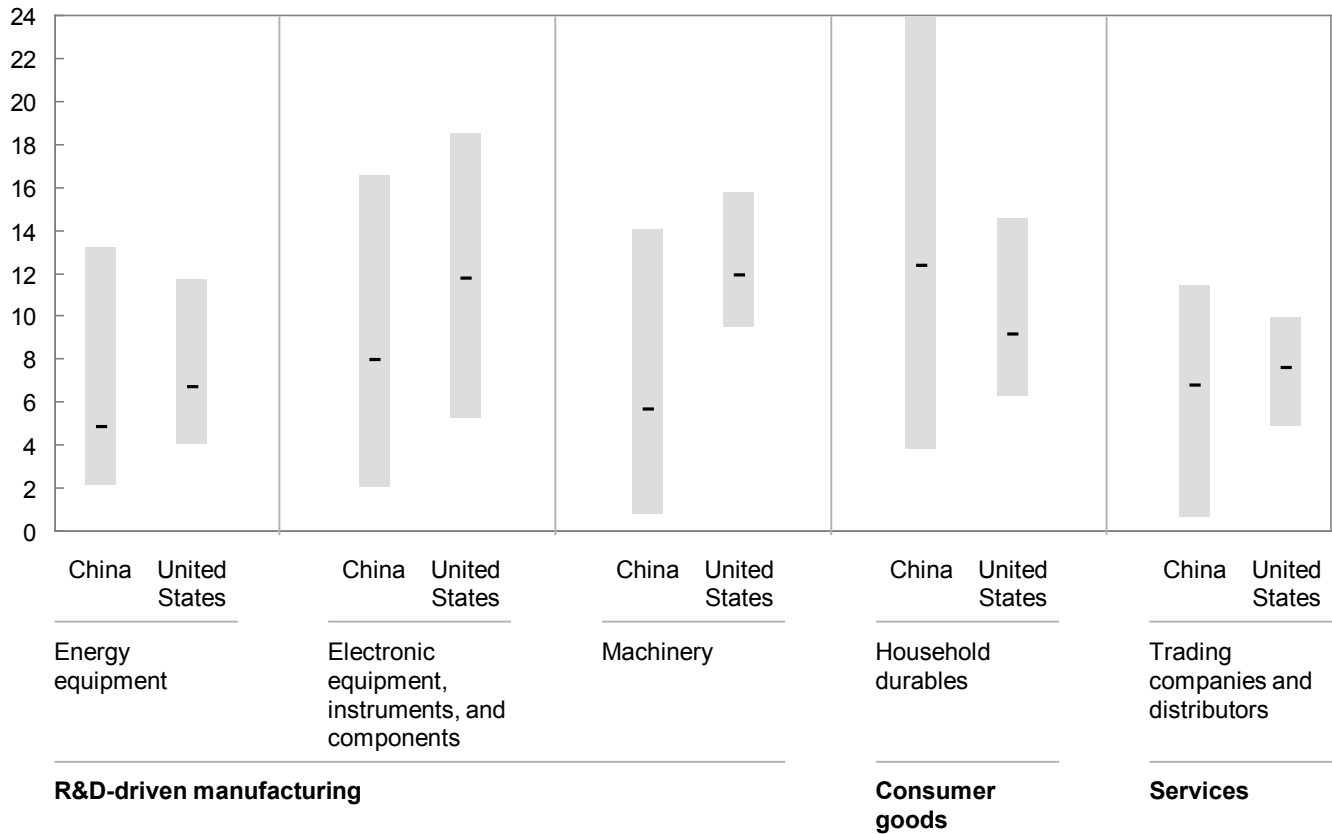 24
22
20
18
16
14
12
10
8
6
4
2
0
China
United
States
China
United
States
China
United
States
China
United
States
China
United
States
Energy
equipment
Electronic
equipment,
instruments, and
components
Machinery
Household
durables
Trading
companies and
distributors
R&D-driven manufacturing
Consumer
goods
Services